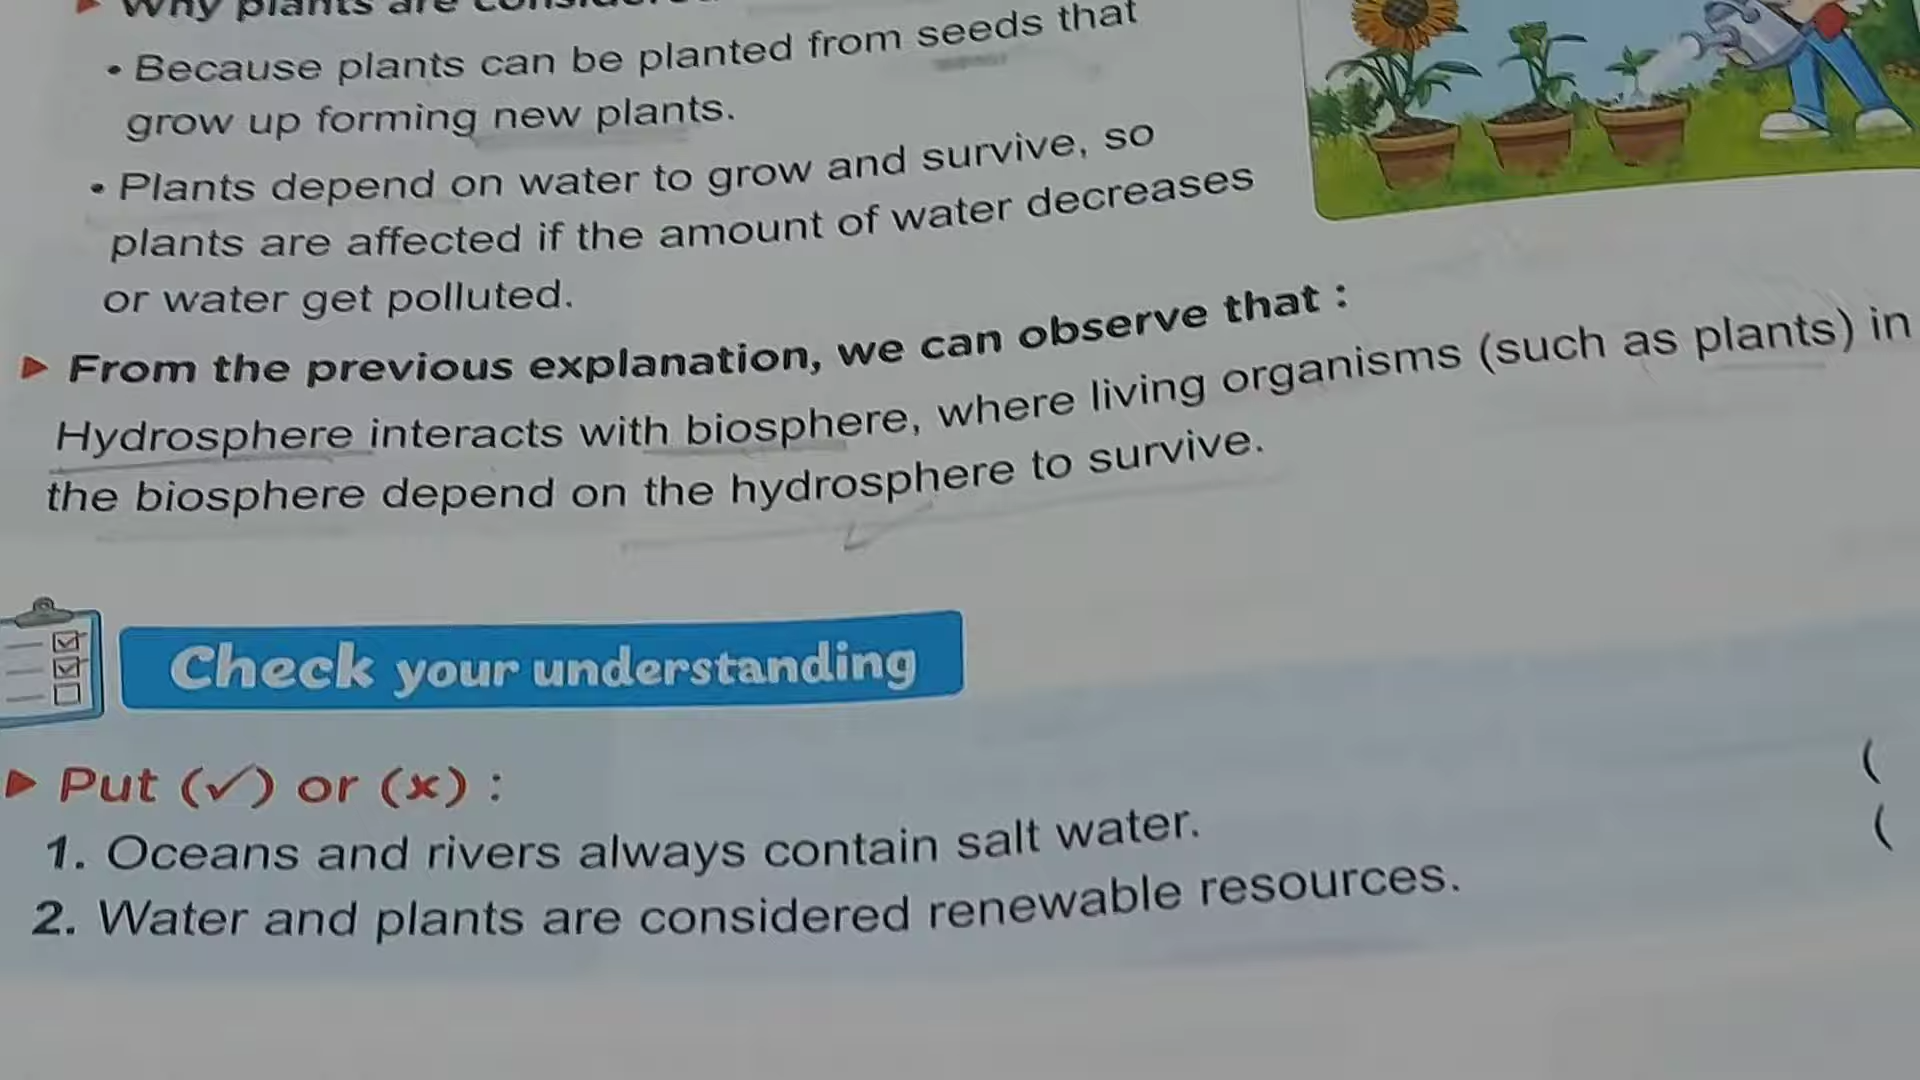 Why plants are
• Because plants can be planted from seeds that
grow up forming new plants.
• Plants depend on water to grow and survive, so
plants are affected if the amount of water decreases
or water get polluted.
From the previous explanation, we can observe that :
Hydrosphere interacts with biosphere, where living organisms (such as plants) in
the biosphere depend on the hydrosphere to survive.
Check your understanding
Put (✓) or (x) :
(
1. Oceans and rivers always contain salt water.
(
2. Water and plants are considered renewable resources.